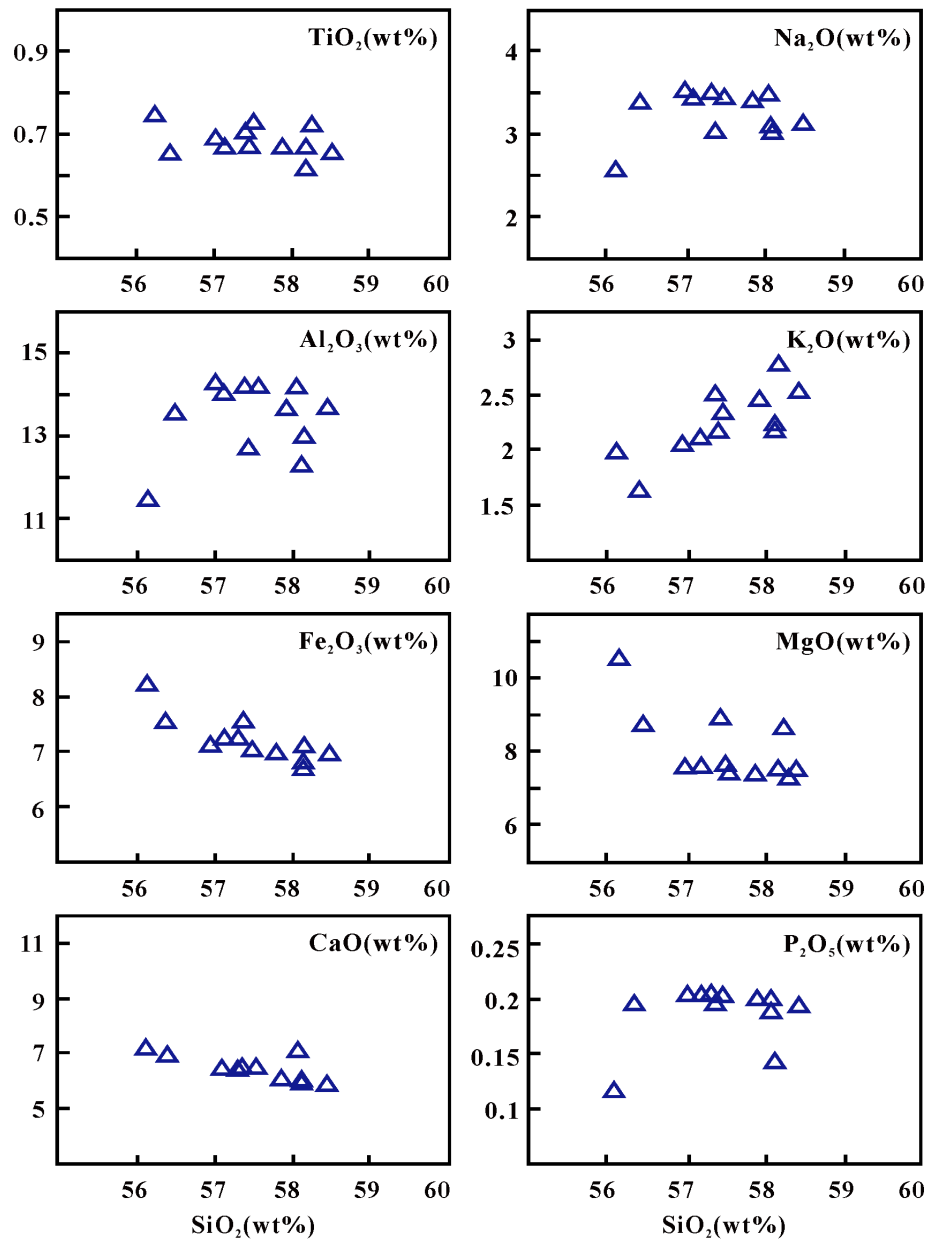 TiO₂(wt%)
0.9
0.7
0.5
56 57 58 59 60
Na₂O(wt%)
4
3
2
56 57 58 59 60
Al₂O₃(wt%)
15
13
11
56 57 58 59 60
K₂O(wt%)
3
2.5
2
1.5
56 57 58 59 60
Fe₂O₃(wt%)
9
8
7
6
56 57 58 59 60
MgO(wt%)
10
8
6
56 57 58 59 60
CaO(wt%)
11
9
7
5
56 57 58 59 60
SiO₂(wt%)
P₂O₅(wt%)
0.25
0.2
0.15
0.1
56 57 58 59 60
SiO₂(wt%)